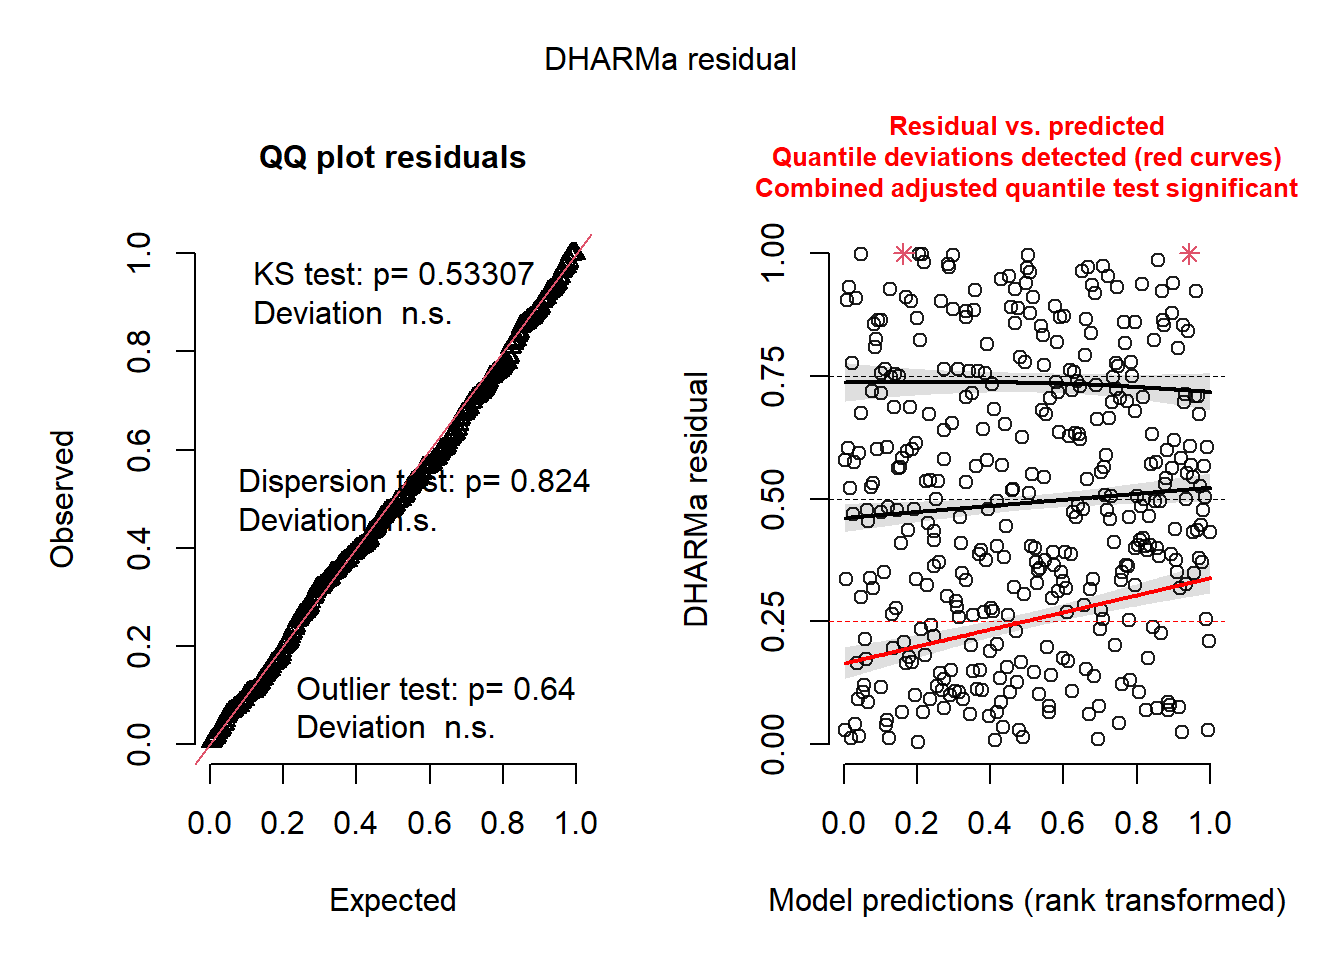 DHARMa residual
QQ plot residuals
KS test: p= 0.53307
Deviation  n.s.
Dispersion test: p= 0.824
Deviation  n.s.
Outlier test: p= 0.64
Deviation  n.s.
Observed
0.0 0.2 0.4 0.6 0.8 1.0
0.0 0.2 0.4 0.6 0.8 1.0
Expected
Residual vs. predicted
Quantile deviations detected (red curves)
Combined adjusted quantile test significant
DHARMa residual
0.00 0.25 0.50 0.75 1.00
0.0 0.2 0.4 0.6 0.8 1.0
Model predictions (rank transformed)